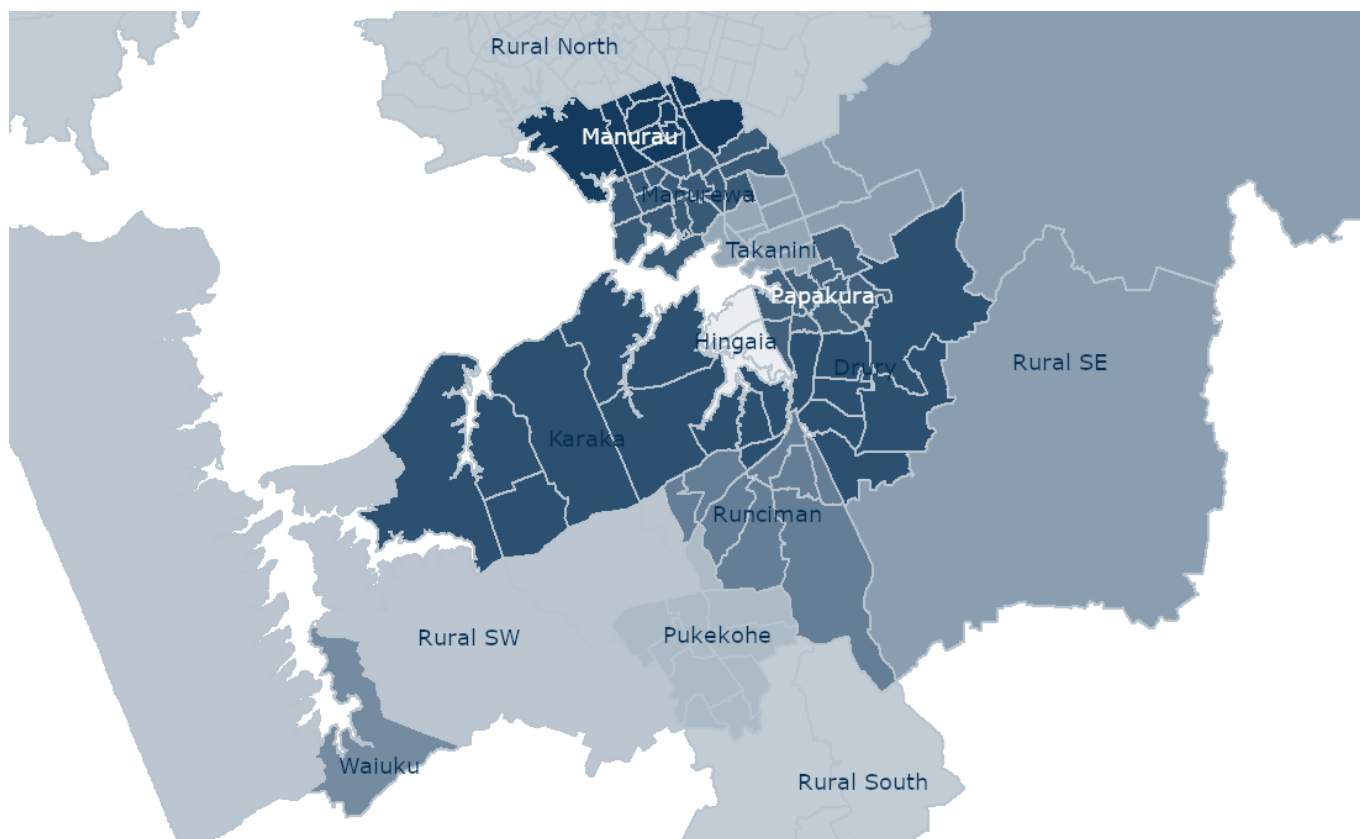 Rural North
Manurau
Manurewa
Takanini
Papakura
Hingaia
Rural SE
Drury
Karaka
Runciman
Rural SW
Pukekohe
Waiuku
Rural South